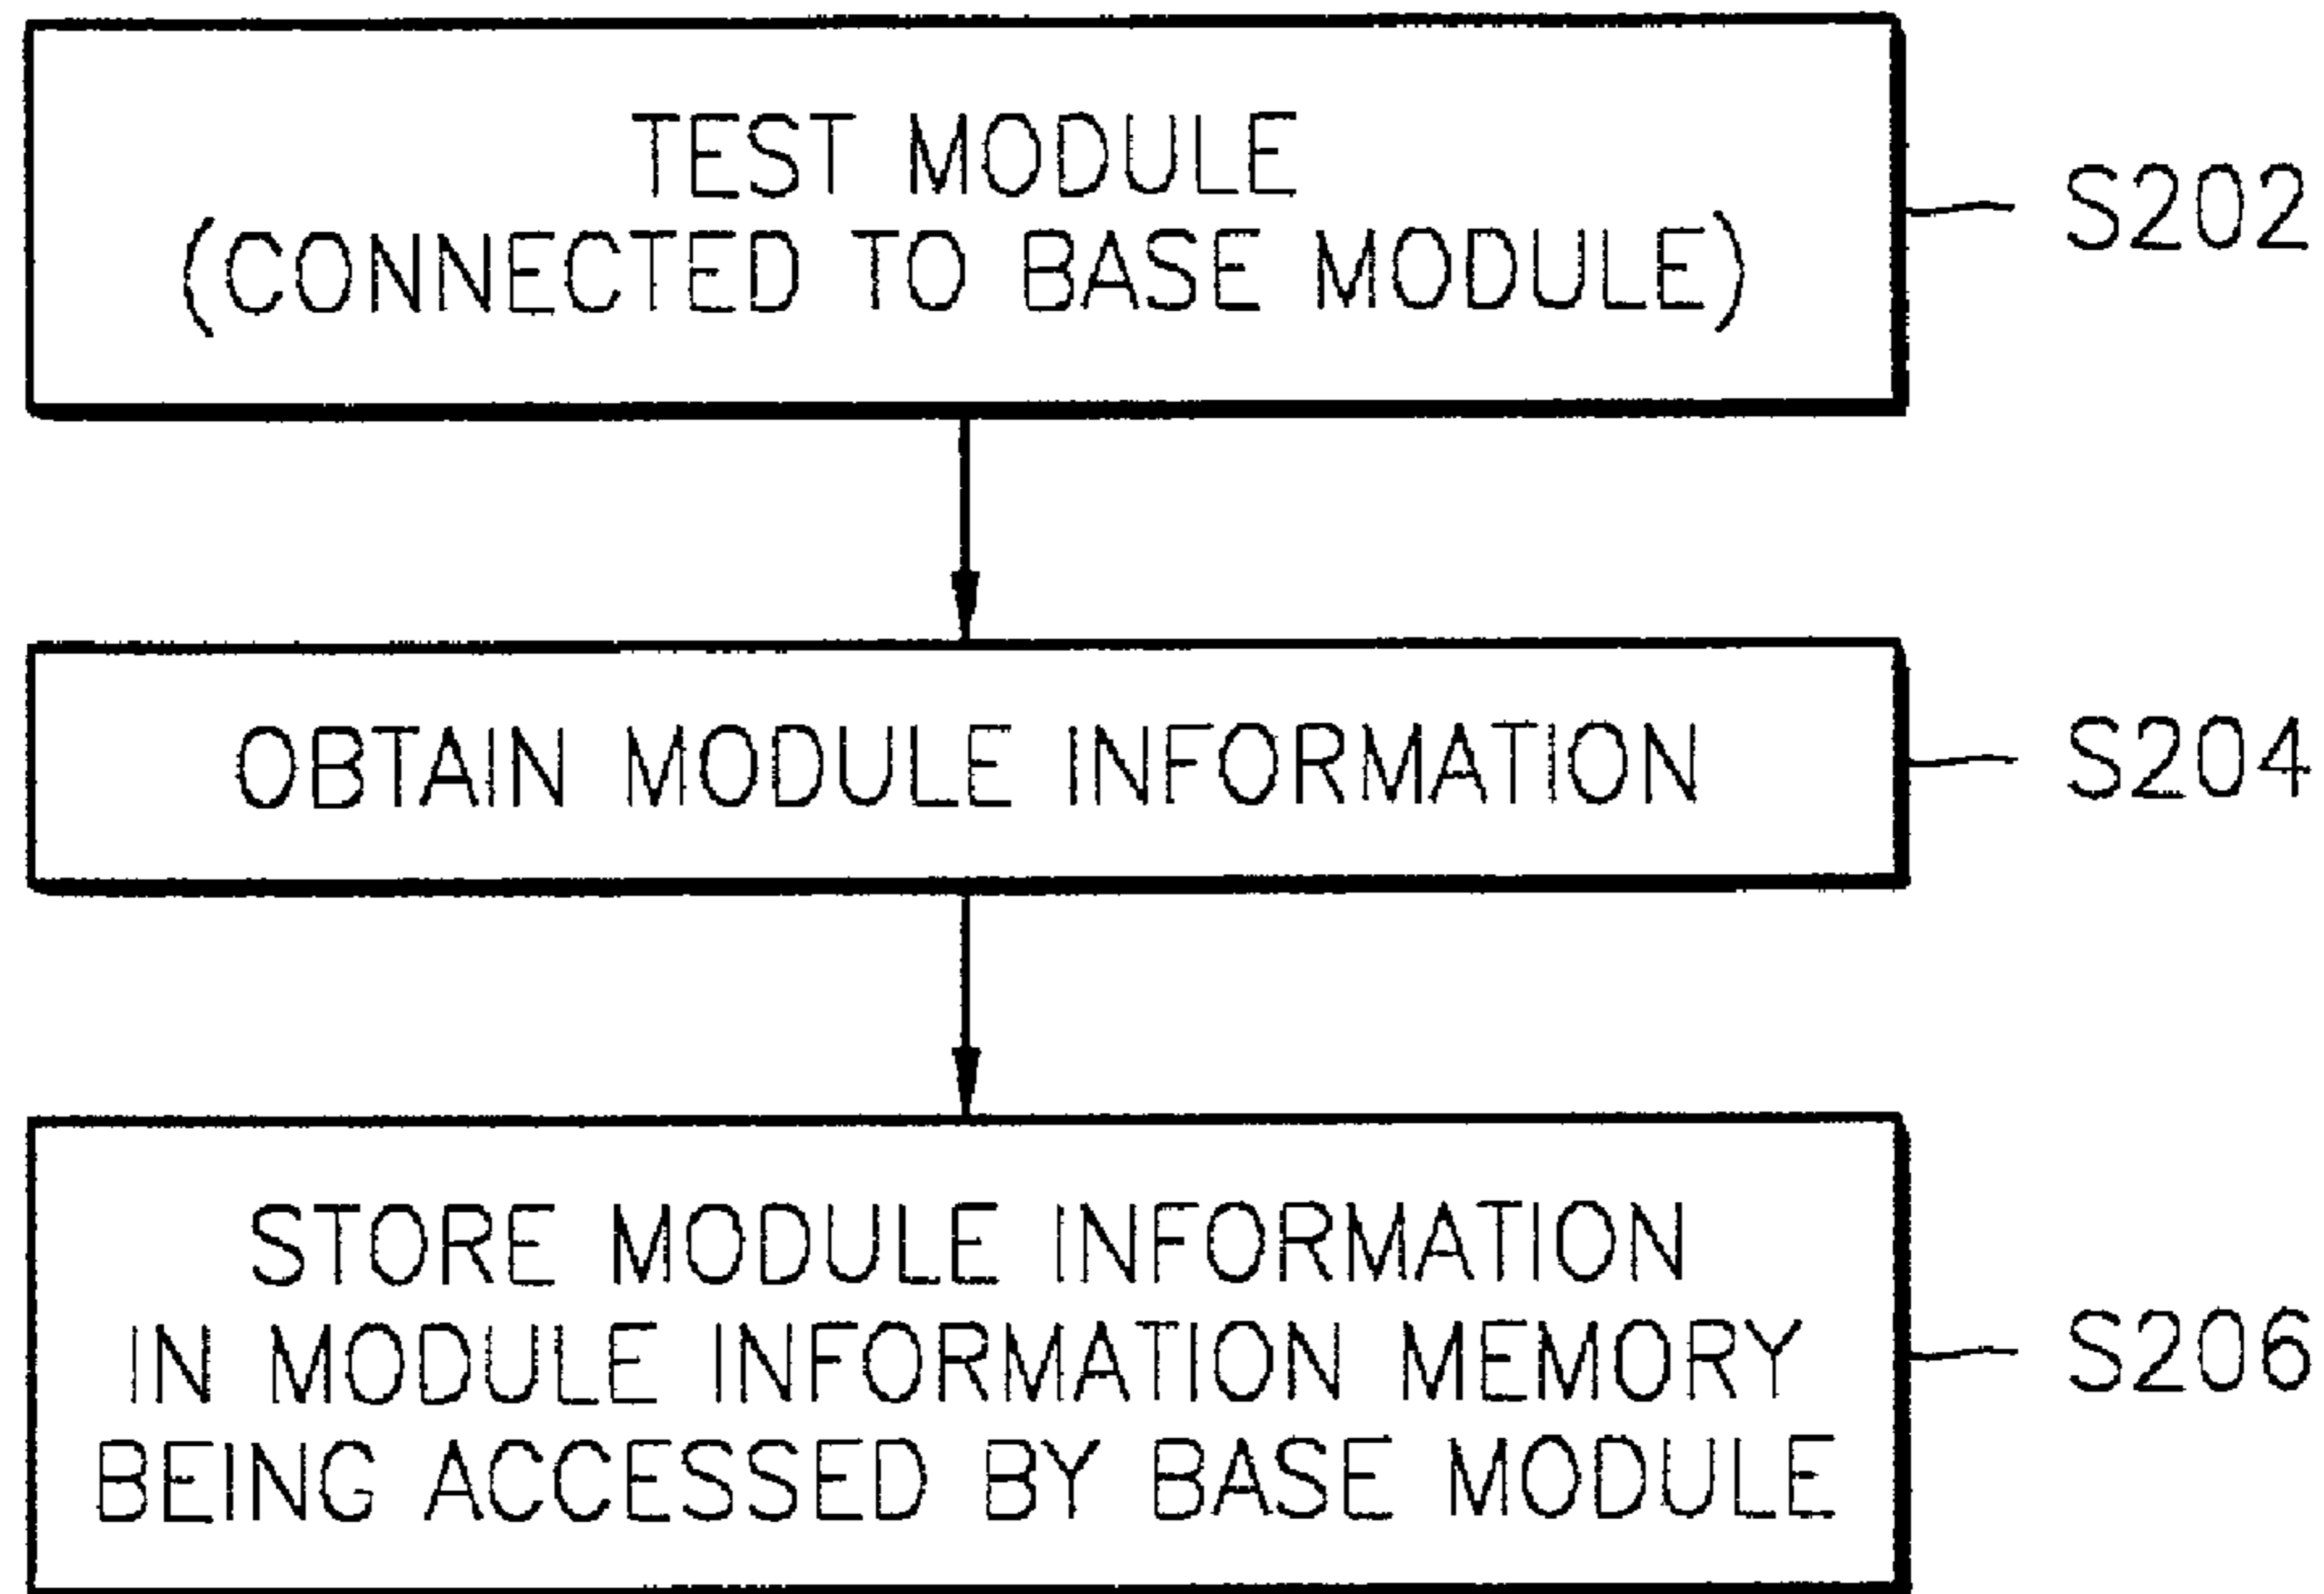 TEST MODULE
(CONNECTED TO BASE MODULE)
S202
OBTAIN MODULE INFORMATION
S204
STORE MODULE INFORMATION
IN MODULE INFORMATION MEMORY
BEING ACCESSED BY BASE MODULE
S206